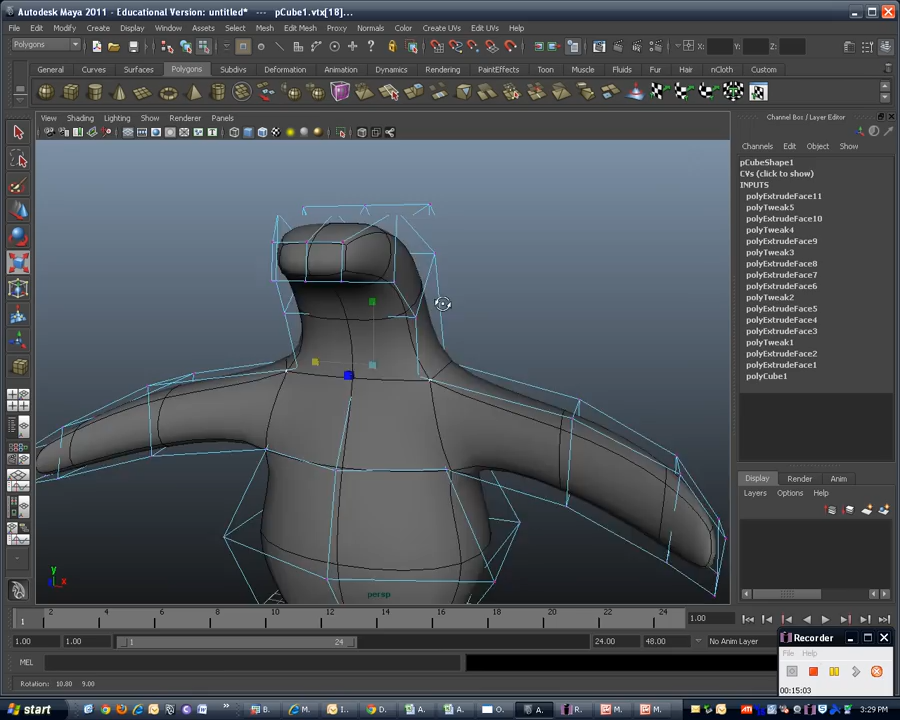 Autodesk Maya 2011 - Educational Version: untitled* --- pCube1.vtx[18]...
File Edit Modify Create Display Window Assets Select Mesh Edit Mesh Proxy Normals Color Create UVs Edit UVs Help
Polygons X: Y: Z:
General Curves Surfaces Polygons Subdivs Deformation Animation Dynamics Rendering PaintEffects Toon Muscle Fluids Fur Hair nCloth Custom
View Shading Lighting Show Renderer Panels
Channel Box / Layer Editor
Channels Edit Object Show
pCubeShape1
CVs (click to show)
INPUTS
polyExtrudeFace11
polyTweak5
polyExtrudeFace10
polyTweak4
polyExtrudeFace9
polyTweak3
polyExtrudeFace8
polyExtrudeFace7
polyExtrudeFace6
polyTweak2
polyExtrudeFace5
polyExtrudeFace4
polyExtrudeFace3
polyTweak1
polyExtrudeFace2
polyExtrudeFace1
polyCube1
Display Render Anim
Layers Options Help
y
z x
persp
2 4 6 8 10 12 14 16 18 20 22 24
1 1.00
1.00 1.00 1 24 24.00 48.00 No Anim Layer
MEL
Rotation: 10.80 9.00
Recorder
File Help
00:15:03
start 3:29 PM